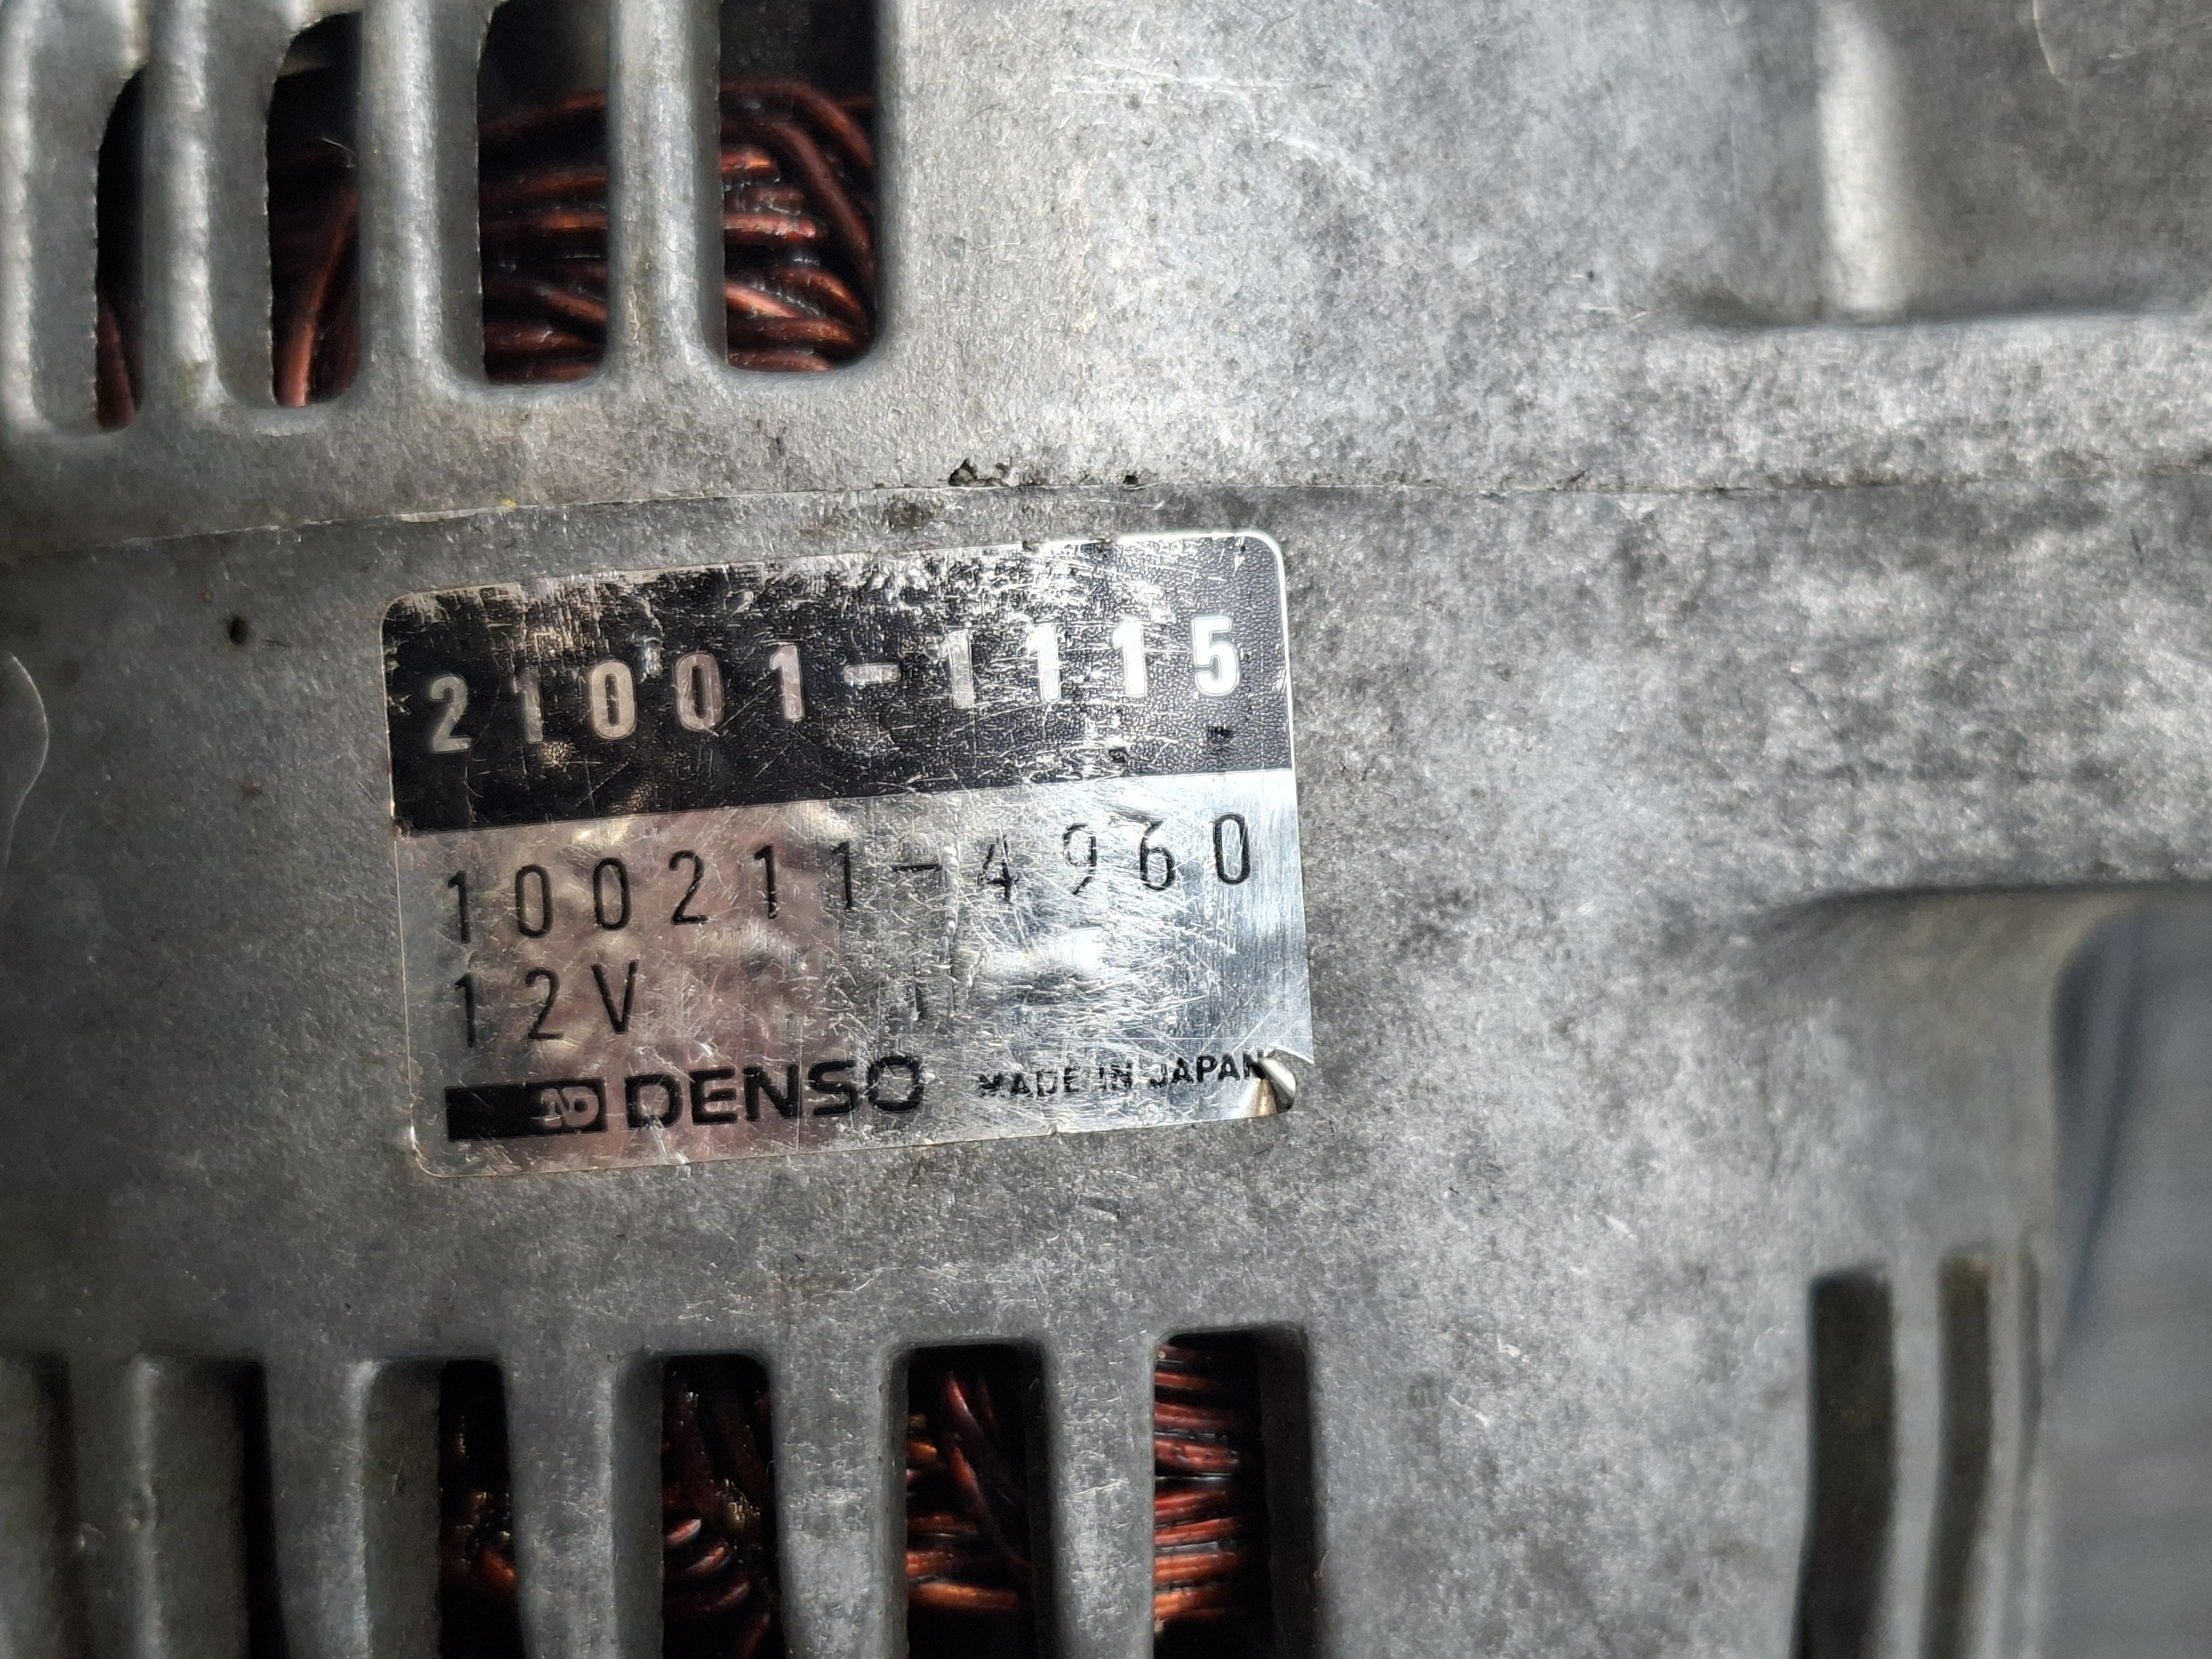 21001-1115
100211-4960
12V
DENSO MADE IN JAPAN